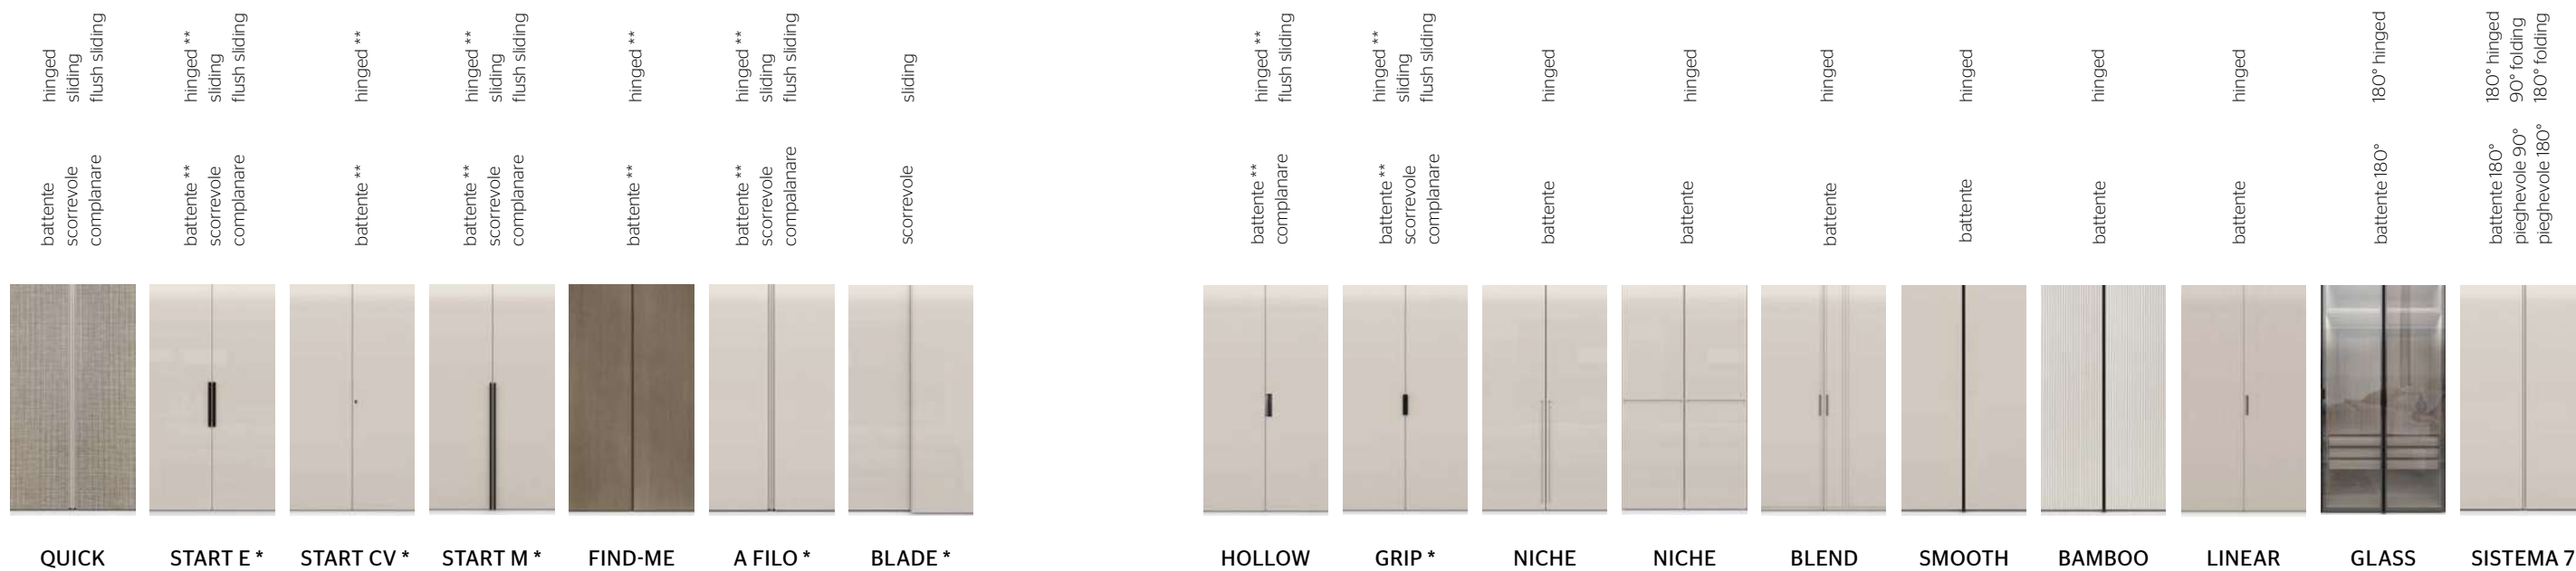 hinged
sliding
flush sliding
hinged **
sliding
flush sliding
hinged **
hinged **
sliding
flush sliding
hinged **
hinged **
sliding
flush sliding
sliding
hinged **
flush sliding
hinged **
sliding
flush sliding
hinged
hinged
hinged
hinged
hinged
hinged
180° hinged
180° hinged
90° folding
180° folding
battente
scorrevole
complanare
battente **
scorrevole
complanare
battente **
battente **
scorrevole
complanare
battente **
battente **
scorrevole
compalanare
scorrevole
battente **
complanare
battente **
scorrevole
complanare
battente
battente
battente
battente
battente
battente
battente 180°
battente 180°
pieghevole 90°
pieghevole 180°
QUICK
START E *
START CV *
START M *
FIND-ME
A FILO *
BLADE *
HOLLOW
GRIP *
NICHE
NICHE
BLEND
SMOOTH
BAMBOO
LINEAR
GLASS
SISTEMA 7